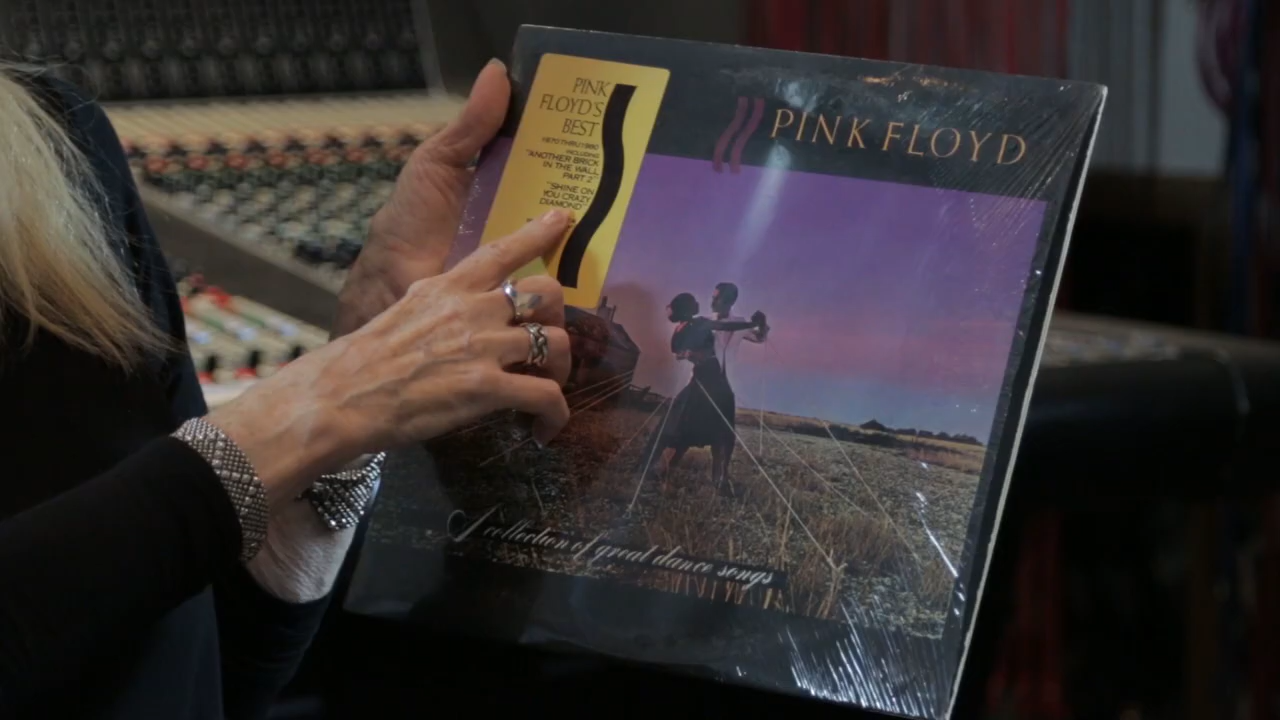 PINK
FLOYD'S
BEST
1970 THRU 1980
INCLUDING
"ANOTHER BRICK
IN THE WALL
PART 2"
"SHINE ON
YOU CRAZY
DIAMOND"
PINK FLOYD
A collection of great dance songs